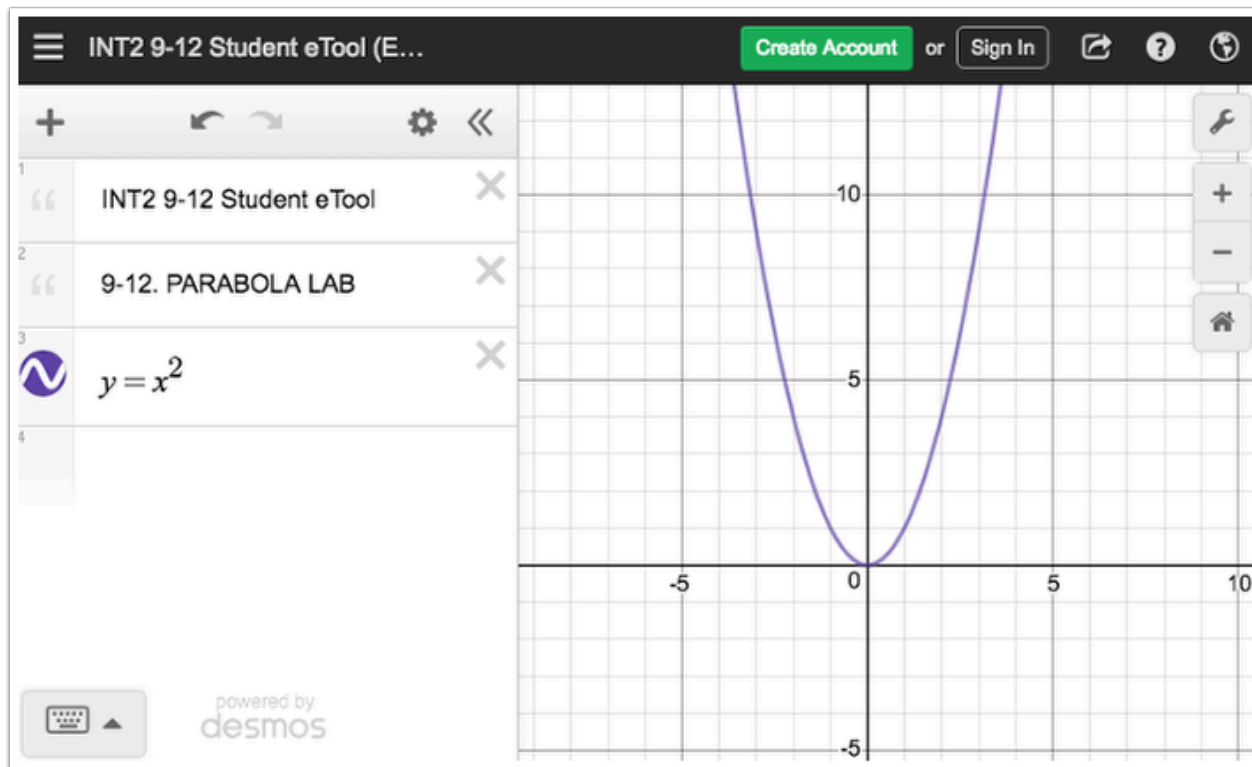 INT2 9-12 Student eTool (E...
Create Account or Sign In
1
INT2 9-12 Student eTool
2
9-12. PARABOLA LAB
3
y = x²
4
powered by
desmos
10
5
-5
0
5
10
-5